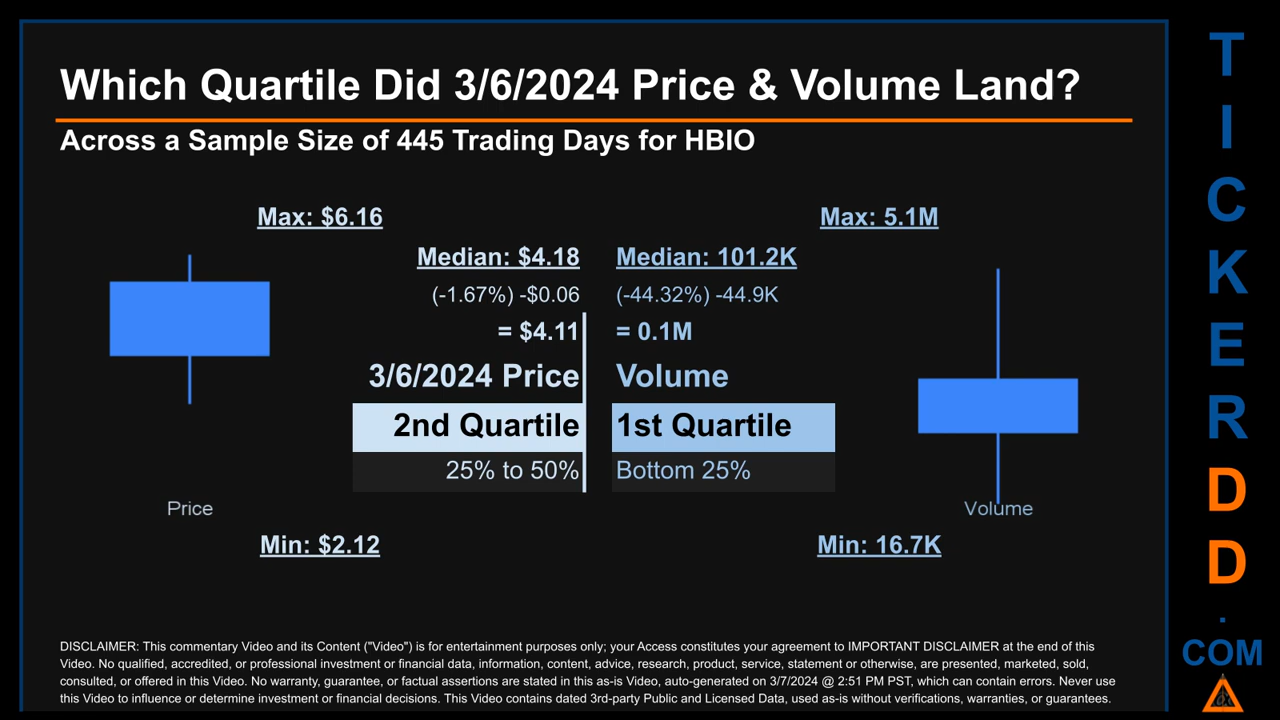 Which Quartile Did 3/6/2024 Price & Volume Land?
Across a Sample Size of 445 Trading Days for HBIO
Max: $6.16
Max: 5.1M
Median: $4.18
Median: 101.2K
(-1.67%) -$0.06
(-44.32%) -44.9K
= $4.11
= 0.1M
3/6/2024 Price
Volume
2nd Quartile
1st Quartile
25% to 50%
Bottom 25%
Price
Volume
Min: $2.12
Min: 16.7K
DISCLAIMER: This commentary Video and its Content ("Video") is for entertainment purposes only; your Access constitutes your agreement to IMPORTANT DISCLAIMER at the end of this
Video. No qualified, accredited, or professional investment or financial data, information, content, advice, research, product, service, statement or otherwise, are presented, marketed, sold,
consulted, or offered in this Video. No warranty, guarantee, or factual assertions are stated in this as-is Video, auto-generated on 3/7/2024 @ 2:51 PM PST, which can contain errors. Never use
this Video to influence or determine investment or financial decisions. This Video contains dated 3rd-party Public and Licensed Data, used as-is without verifications, warranties, or guarantees.
T
I
C
K
E
R
D
D
.
COM